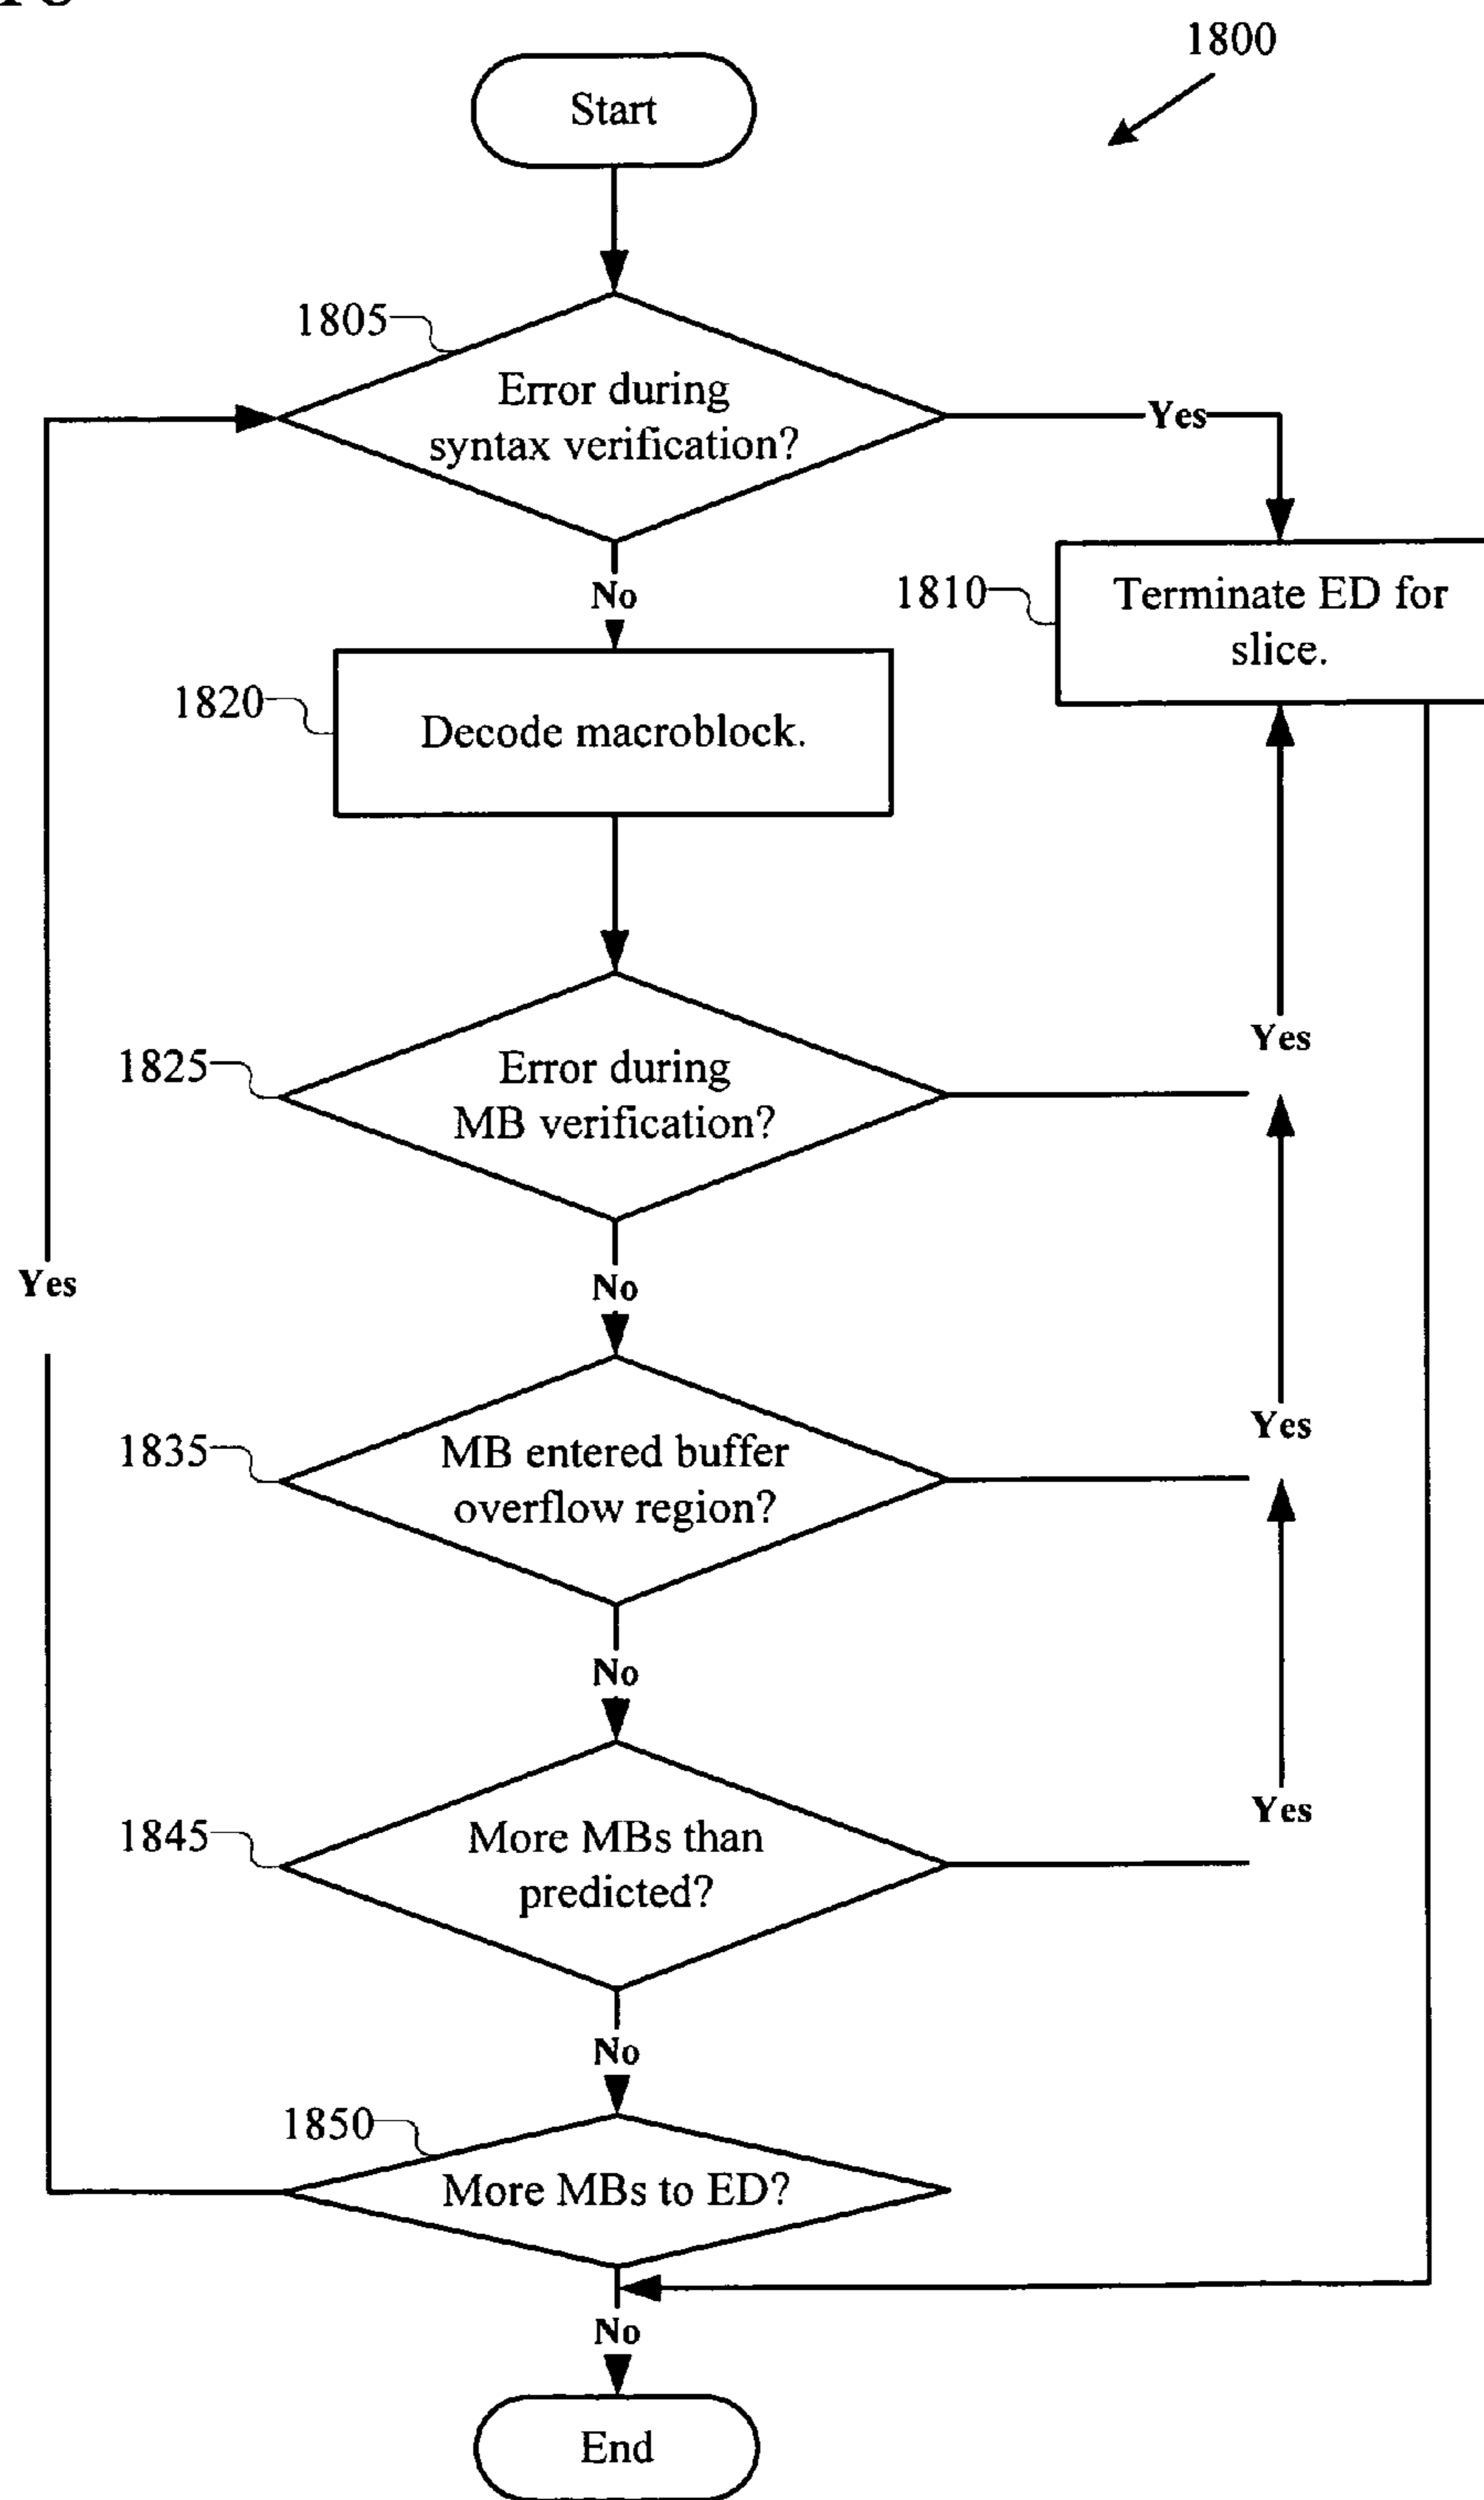 1800
Start
1805
Error during
syntax verification?
Yes
No
1810
Terminate ED for
slice.
1820
Decode macroblock.
Yes
1825
Error during
MB verification?
Yes
No
Yes
1835
MB entered buffer
overflow region?
No
Yes
1845
More MBs than
predicted?
No
1850
More MBs to ED?
No
End